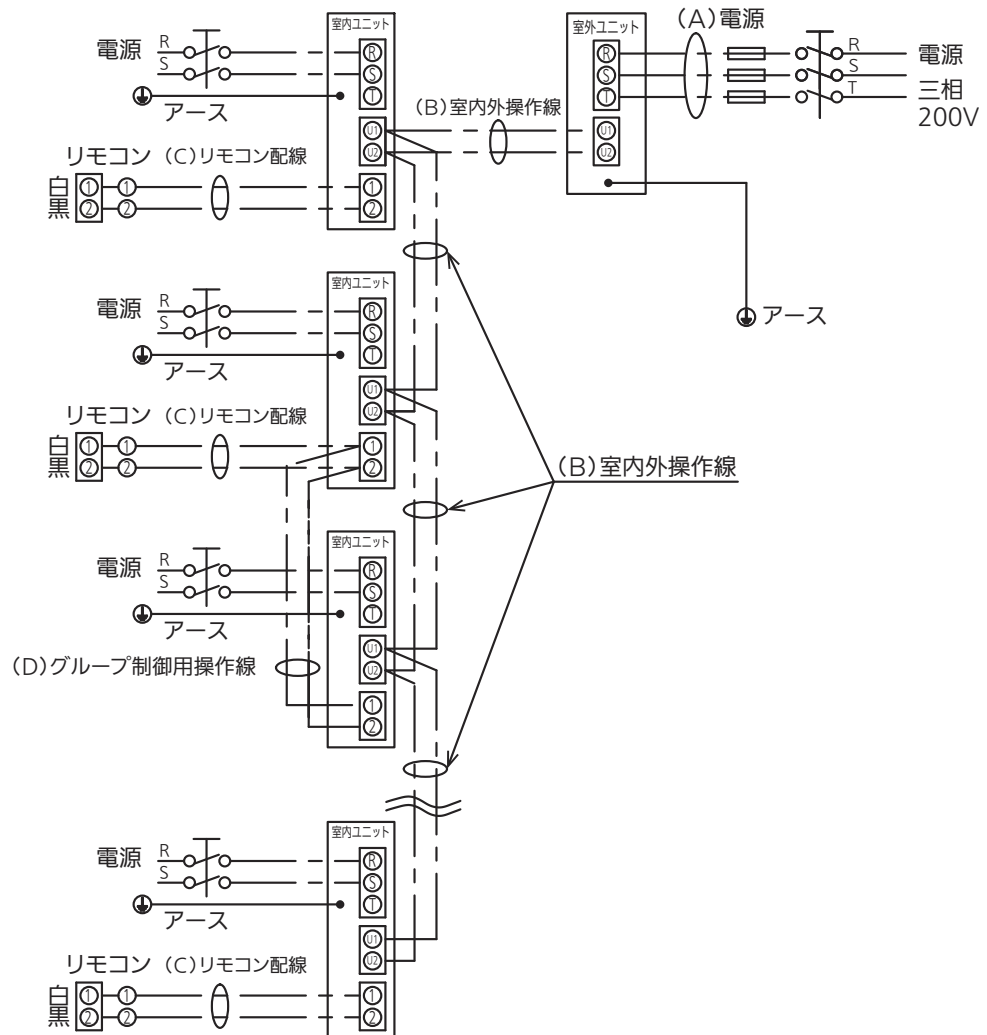 室内ユニット
電源 R
S
Ⓡ
Ⓢ
Ⓣ
アース
U1
U2
リモコン (C)リモコン配線
白 ① ① ①
黒 ② ② ②
(B)室内外操作線
室外ユニット
Ⓡ
Ⓢ
Ⓣ
U1
U2
(A)電源
R 電源
S 三相
T 200V
アース
室内ユニット
電源 R
S
Ⓡ
Ⓢ
Ⓣ
アース
U1
U2
リモコン (C)リモコン配線
白 ① ① ①
黒 ② ② ②
(B)室内外操作線
室内ユニット
電源 R
S
Ⓡ
Ⓢ
Ⓣ
アース
U1
U2
(D)グループ制御用操作線
①
②
室内ユニット
電源 R
S
Ⓡ
Ⓢ
Ⓣ
アース
U1
U2
リモコン (C)リモコン配線
白 ① ① ①
黒 ② ② ②